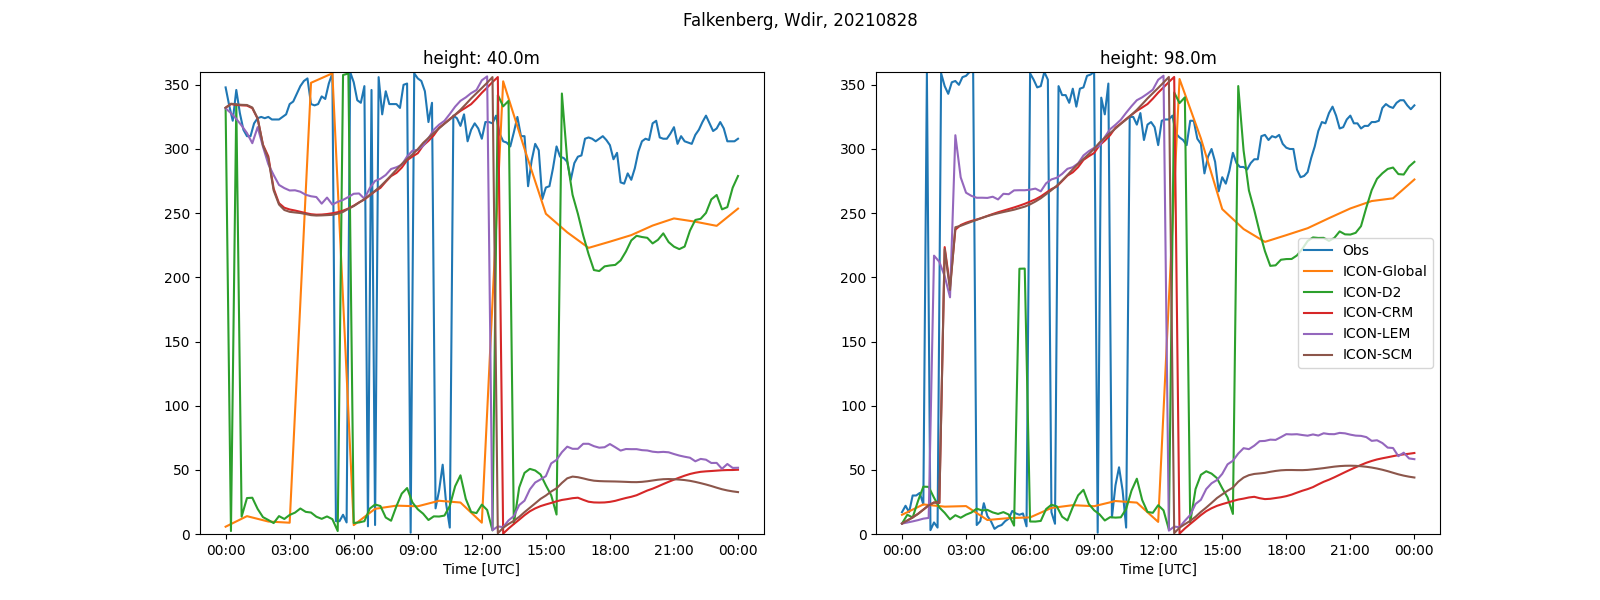 Falkenberg, Wdir, 20210828
height: 40.0m
350
300
250
200
150
100
50
0
00:00 03:00 06:00 09:00 12:00 15:00 18:00 21:00 00:00
Time [UTC]
height: 98.0m
350
300
250
200
150
100
50
0
Obs
ICON-Global
ICON-D2
ICON-CRM
ICON-LEM
ICON-SCM
00:00 03:00 06:00 09:00 12:00 15:00 18:00 21:00 00:00
Time [UTC]